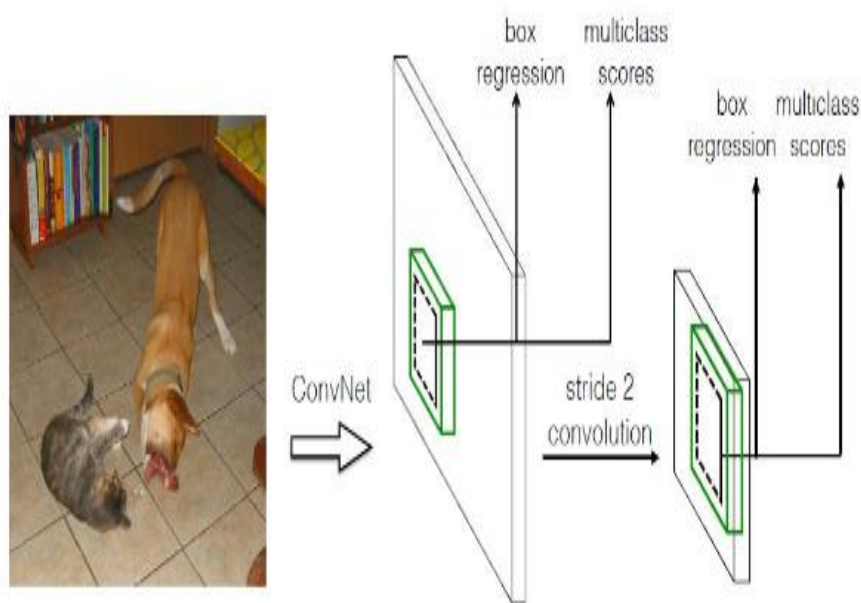 box
regression
multiclass
scores
box
regression
multiclass
scores
ConvNet
stride 2
convolution